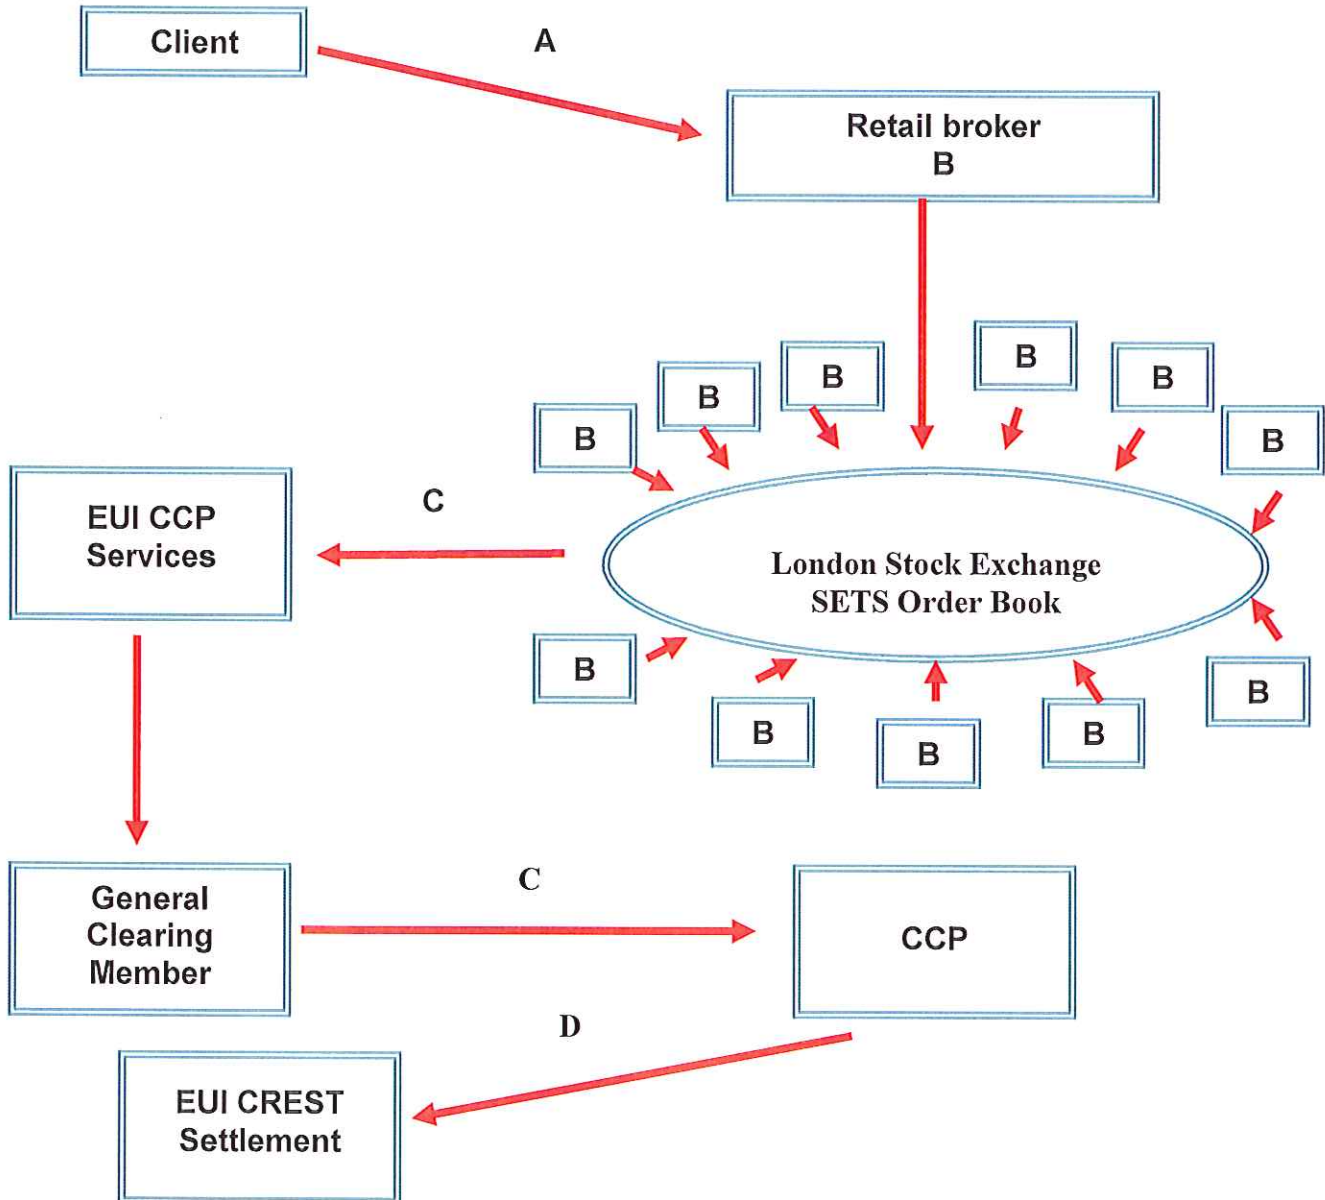 Client
A
Retail broker
B
B
B
B
B
B
B
EUI CCP
Services
C
London Stock Exchange
SETS Order Book
B
B
B
B
B
General
Clearing
Member
C
CCP
D
EUI CREST
Settlement